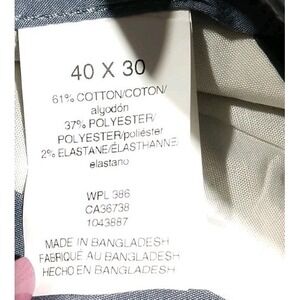 40 X 30
61% COTTON/COTON/
algodón
37% POLYESTER/
POLYESTER/poliéster
2% ELASTANE/ÉLASTHANNE/
elastano
WPL 386
CA36738
1043887
MADE IN BANGLADESH
FABRIQUÉ AU BANGLADESH
HECHO EN BANGLADESH